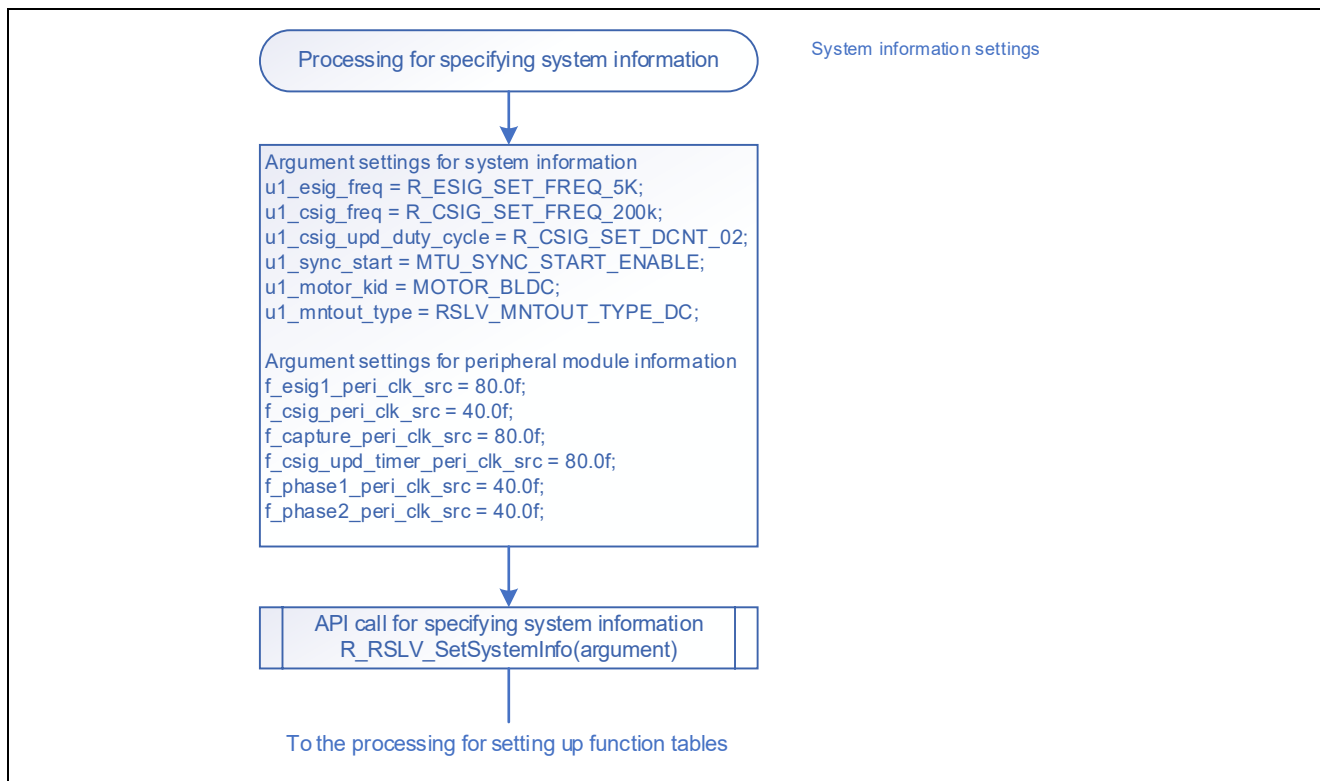 Processing for specifying system information
System information settings
Argument settings for system information
u1_esig_freq = R_ESIG_SET_FREQ_5K;
u1_csig_freq = R_CSIG_SET_FREQ_200k;
u1_csig_upd_duty_cycle = R_CSIG_SET_DCNT_02;
u1_sync_start = MTU_SYNC_START_ENABLE;
u1_motor_kid = MOTOR_BLDC;
u1_mntout_type = RSLV_MNTOUT_TYPE_DC;
Argument settings for peripheral module information
f_esig1_peri_clk_src = 80.0f;
f_csig_peri_clk_src = 40.0f;
f_capture_peri_clk_src = 80.0f;
f_csig_upd_timer_peri_clk_src = 80.0f;
f_phase1_peri_clk_src = 40.0f;
f_phase2_peri_clk_src = 40.0f;
API call for specifying system information
R_RSLV_SetSystemInfo(argument)
To the processing for setting up function tables